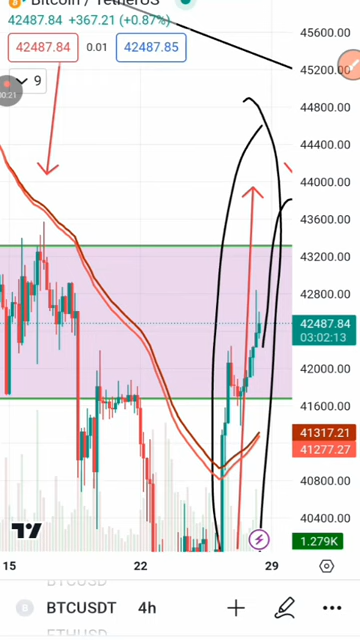 Bitcoin / TetherUS
42487.84 +367.21 (+0.87%)
42487.84 0.01 42487.85
0:21
9
45600.00
45200.00
44800.00
44400.00
44000.00
43600.00
43200.00
42800.00
42487.84
03:02:13
42000.00
41600.00
41317.21
41277.27
40800.00
40400.00
1.279K
15 22 29
BTCUSD
B BTCUSDT 4h
ETHUSD